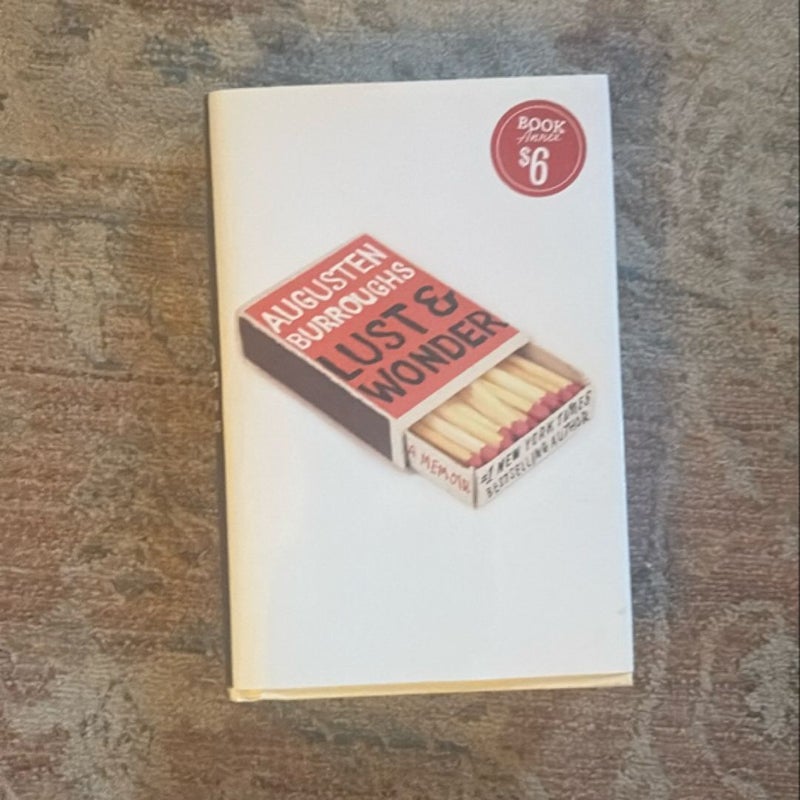 BOOK
Annex
$6
AUGUSTEN
BURROUGHS
LUST &
WONDER
A MEMOIR
#1 NEW YORK TIMES
BESTSELLING AUTHOR